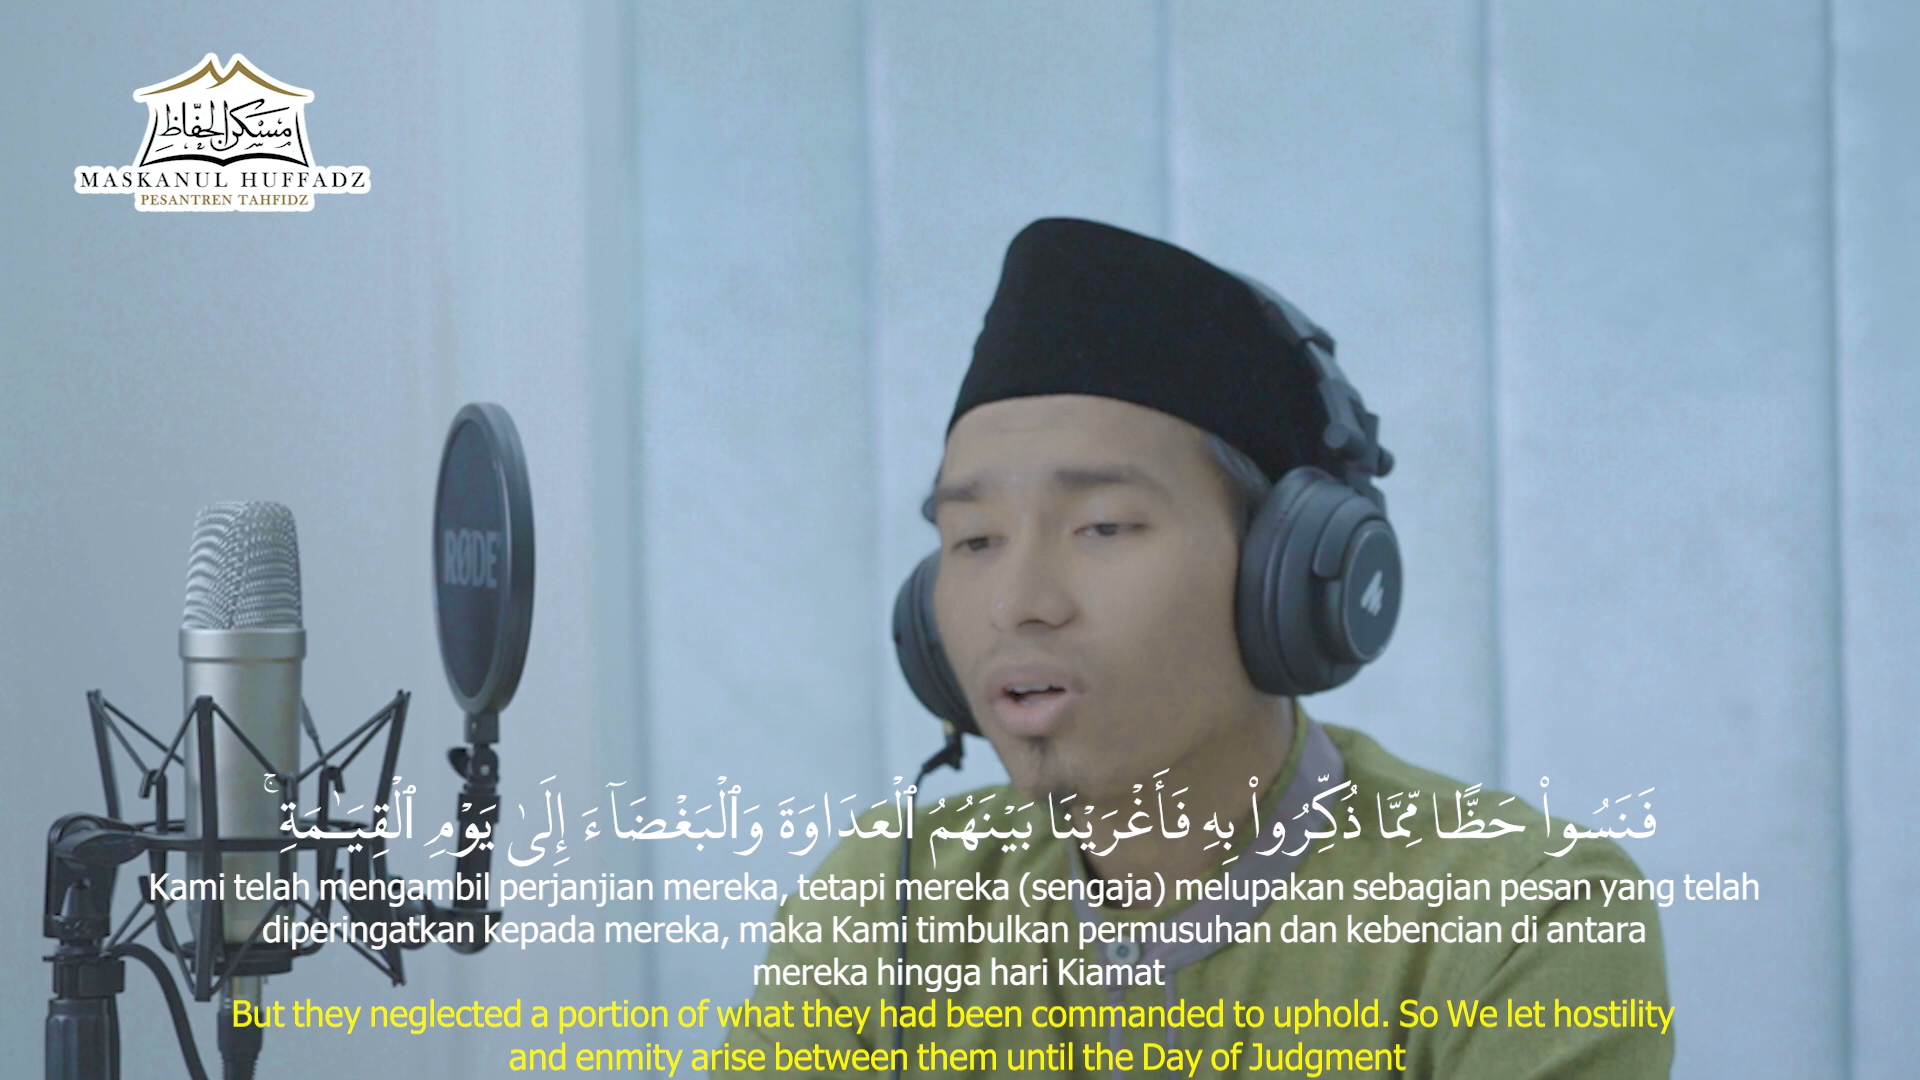 مسكن الحفاظ
MASKANUL HUFFADZ
PESANTREN TAHFIDZ
RØDE
فَنَسُوا۟ حَظًّا مِّمَّا ذُكِّرُوا۟ بِهِ فَأَغْرَيْنَا بَيْنَهُمُ ٱلْعَدَاوَةَ وَٱلْبَغْضَآءَ إِلَىٰ يَوْمِ ٱلْقِيَـٰمَةِ ۚ
Kami telah mengambil perjanjian mereka, tetapi mereka (sengaja) melupakan sebagian pesan yang telah
diperingatkan kepada mereka, maka Kami timbulkan permusuhan dan kebencian di antara
mereka hingga hari Kiamat
But they neglected a portion of what they had been commanded to uphold. So We let hostility
and enmity arise between them until the Day of Judgment